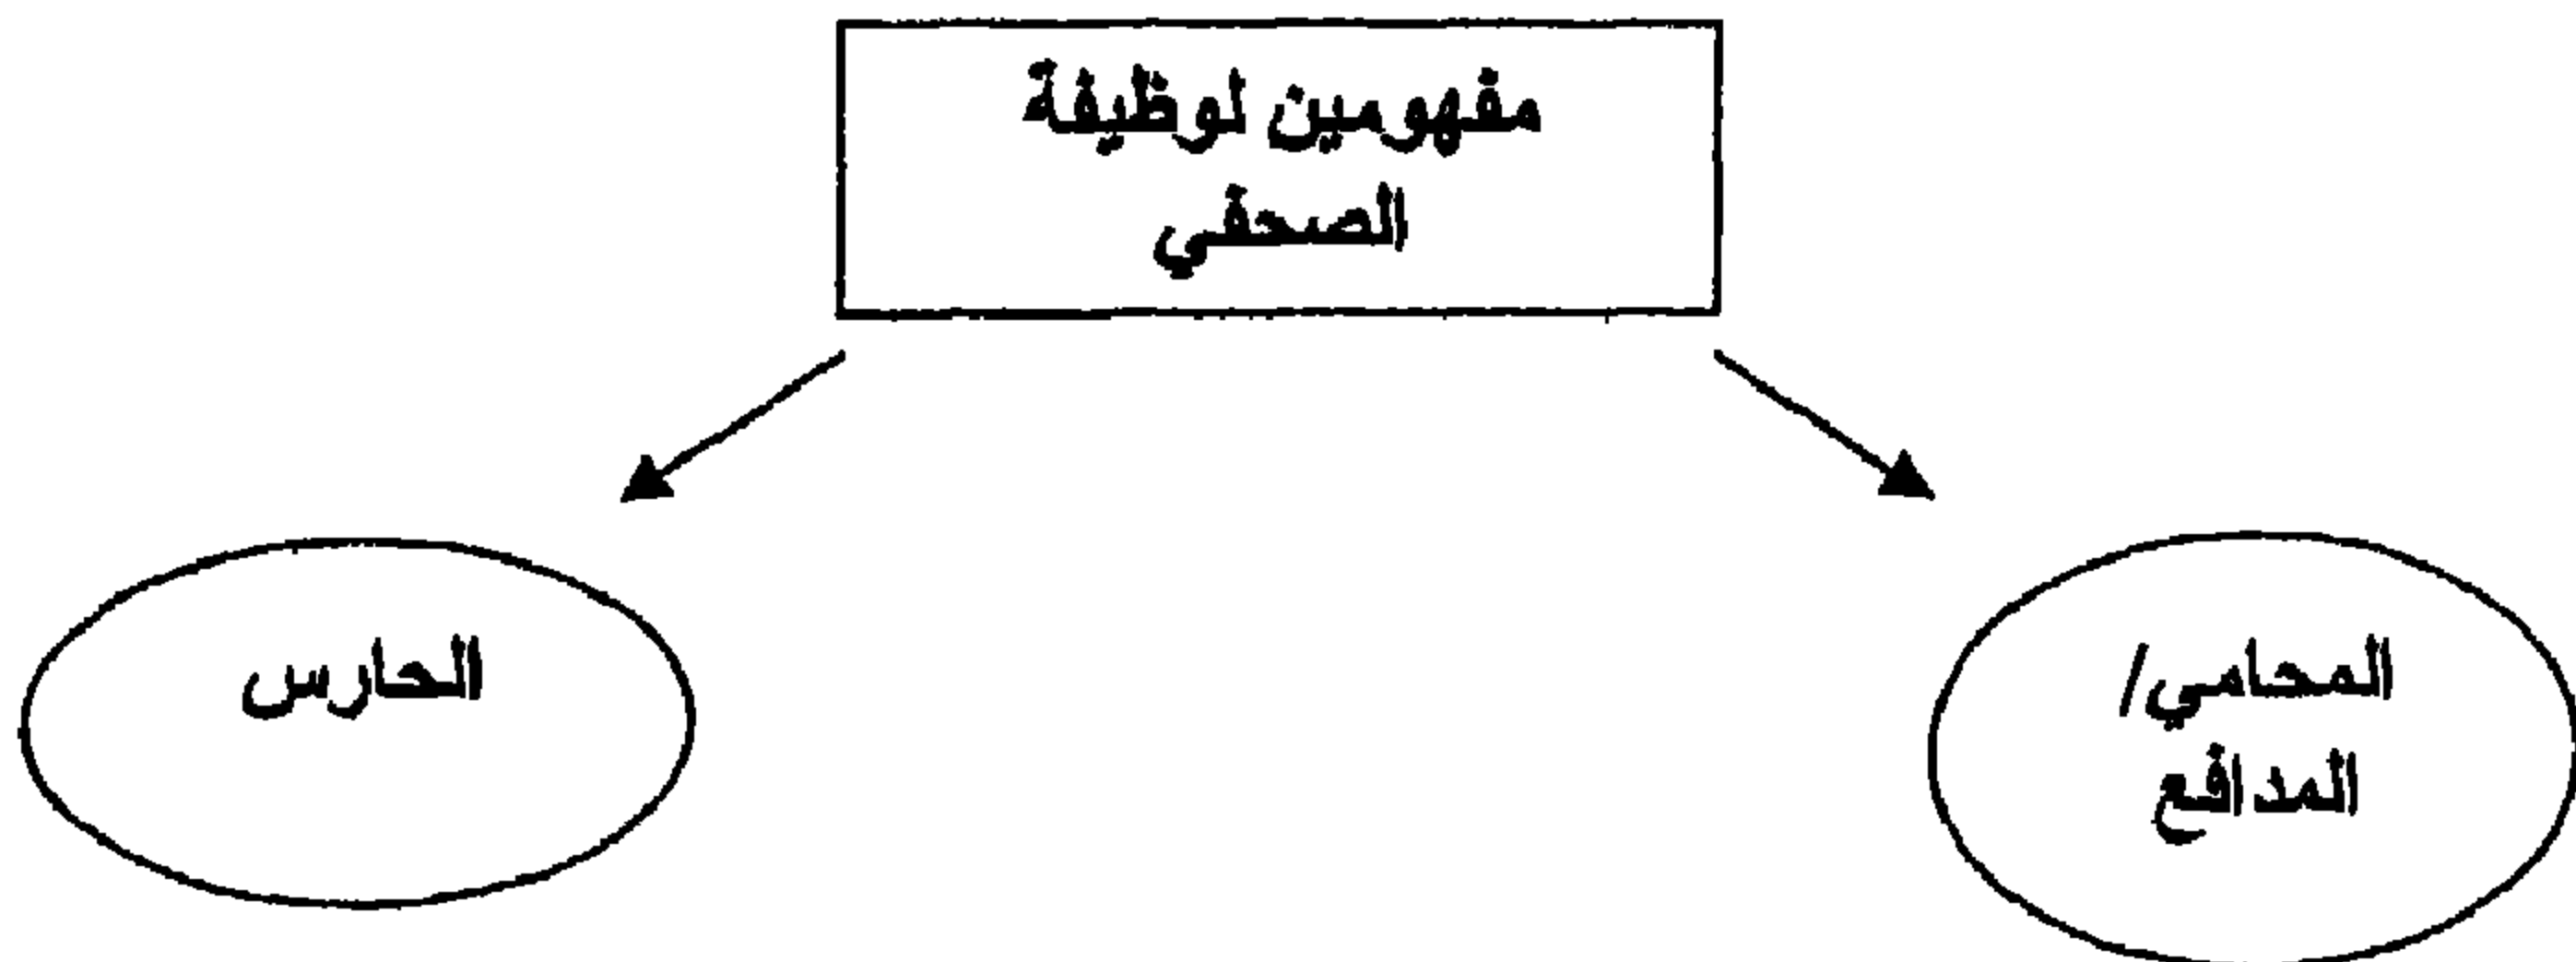 مفهومين لوظيفة
الصحفي
المحامي/
المدافع
الحارس